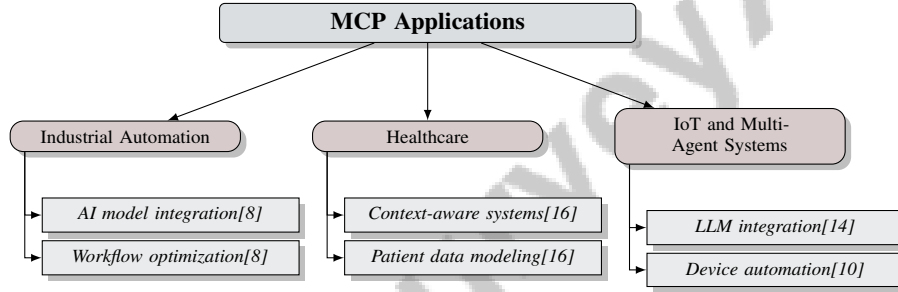 MCP Applications
Industrial Automation
Healthcare
IoT and Multi-
Agent Systems
AI model integration[8]
Workflow optimization[8]
Context-aware systems[16]
Patient data modeling[16]
LLM integration[14]
Device automation[10]